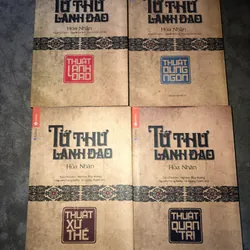 TỨ THƯ
LÃNH ĐẠO
Hòa Nhân
THUẬT
LÃNH
ĐẠO
TỨ THƯ
LÃNH ĐẠO
Hòa Nhân
THUẬT
DỤNG
NGÔN
TỨ THƯ
LÃNH ĐẠO
Hòa Nhân
THUẬT
XỬ
THẾ
TỨ THƯ
LÃNH ĐẠO
Hòa Nhân
THUẬT
QUẢN
TRỊ